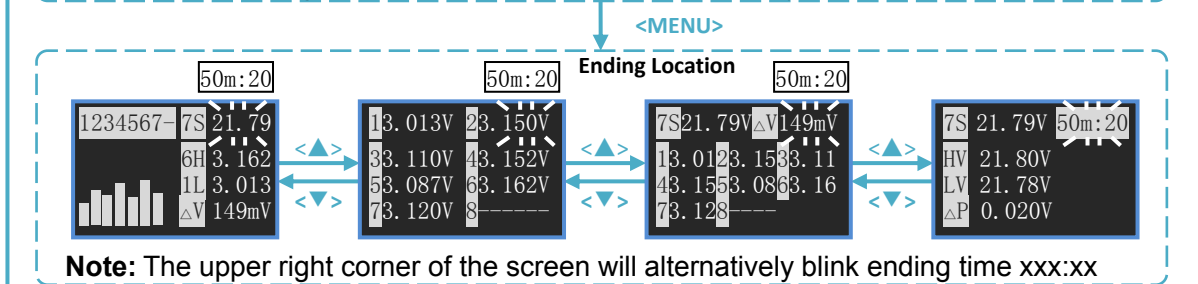 <MENU>
Ending Location
50m:20
50m:20
50m:20
1234567- 7S 21.79
6H 3.162
1L 3.013
△V 149mV
<▲>
<▼>
13.013V 23.150V
33.110V 43.152V
53.087V 63.162V
73.120V 8------
<▲>
<▼>
7S21.79V△V149mV
13.0123.1533.11
43.1553.0863.16
73.128----
<▲>
<▼>
7S 21.79V 50m:20
HV 21.80V
LV 21.78V
△P 0.020V
Note: The upper right corner of the screen will alternatively blink ending time xxx:xx